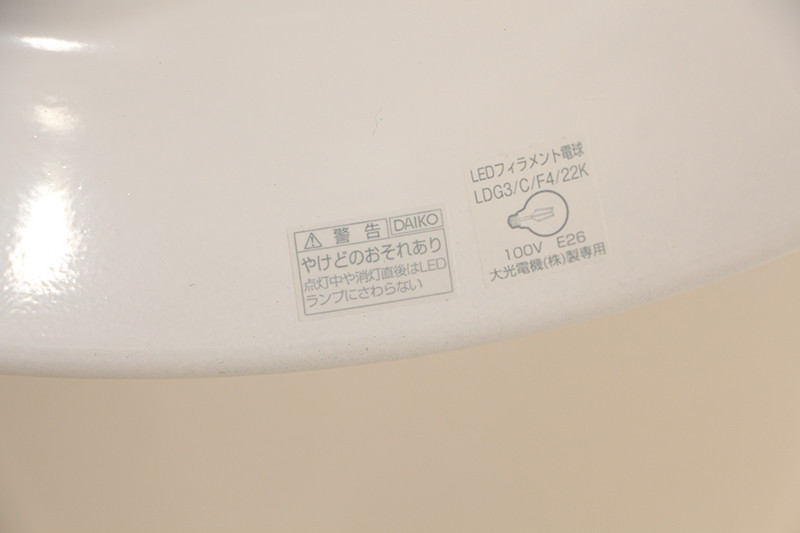 ⚠ 警告 DAIKO
やけどのおそれあり
点灯中や消灯直後はLED
ランプにさわらない
LEDフィラメント電球
LDG3/C/F4/22K
100V E26
大光電機(株)製専用